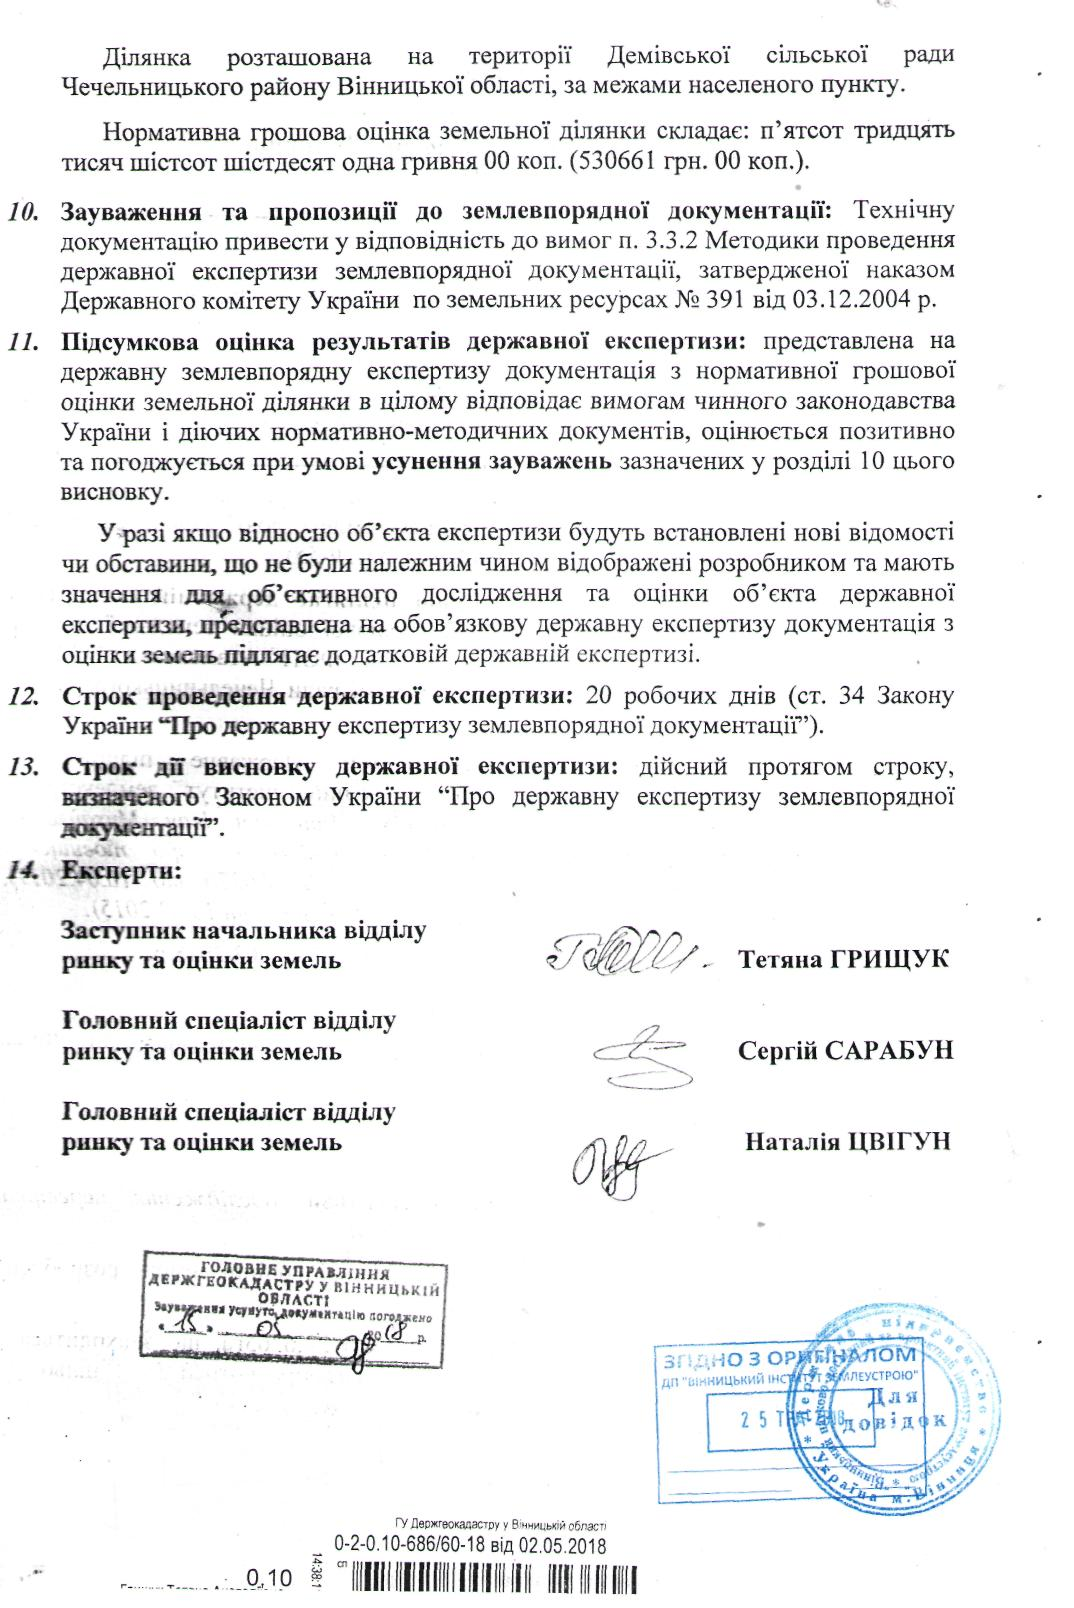 Ділянка розташована на території Демівської сільської ради
Чечельницького району Вінницької області, за межами населеного пункту.
Нормативна грошова оцінка земельної ділянки складає: п’ятсот тридцять
тисяч шістсот шістдесят одна гривня 00 коп. (530661 грн. 00 коп.).
10. Зауваження та пропозиції до землевпорядної документації: Технічну
документацію привести у відповідність до вимог п. 3.3.2 Методики проведення
державної експертизи землевпорядної документації, затвердженої наказом
Державного комітету України по земельних ресурсах № 391 від 03.12.2004 р.
11. Підсумкова оцінка результатів державної експертизи: представлена на
державну землевпорядну експертизу документація з нормативної грошової
оцінки земельної ділянки в цілому відповідає вимогам чинного законодавства
України і діючих нормативно-методичних документів, оцінюється позитивно
та погоджується при умові усунення зауважень зазначених у розділі 10 цього
висновку.
У разі якщо відносно об’єкта експертизи будуть встановлені нові відомості
чи обставини, що не були належним чином відображені розробником та мають
значення для об’єктивного дослідження та оцінки об’єкта державної
експертизи, представлена на обов’язкову державну експертизу документація з
оцінки земель підлягає додатковій державній експертизі.
12. Строк проведення державної експертизи: 20 робочих днів (ст. 34 Закону
України “Про державну експертизу землевпорядної документації”).
13. Строк дії висновку державної експертизи: дійсний протягом строку,
визначеного Законом України “Про державну експертизу землевпорядної
документації”.
14. Експерти:
Заступник начальника відділу
ринку та оцінки земель Тетяна ГРИЩУК
Головний спеціаліст відділу
ринку та оцінки земель Сергій САРАБУН
Головний спеціаліст відділу
ринку та оцінки земель Наталія ЦВІГУН
ГОЛОВНЕ УПРАВЛІННЯ
ДЕРЖГЕОКАДАСТРУ У ВІННИЦЬКІЙ
ОБЛАСТІ
Зауваження усунуто, документацію погоджено
« 15 » 05 2018 р.
ЗГІДНО З ОРИГІНАЛОМ
ДП "ВІННИЦЬКИЙ ІНСТИТУТ ЗЕМЛЕУСТРОЮ"
25 ТРА
Для
довідок
* Україна м. Вінниця *
ГУ Держгеокадастру у Вінницькій області
0-2-0.10-686/60-18 від 02.05.2018
сп
14:38:1
0,10